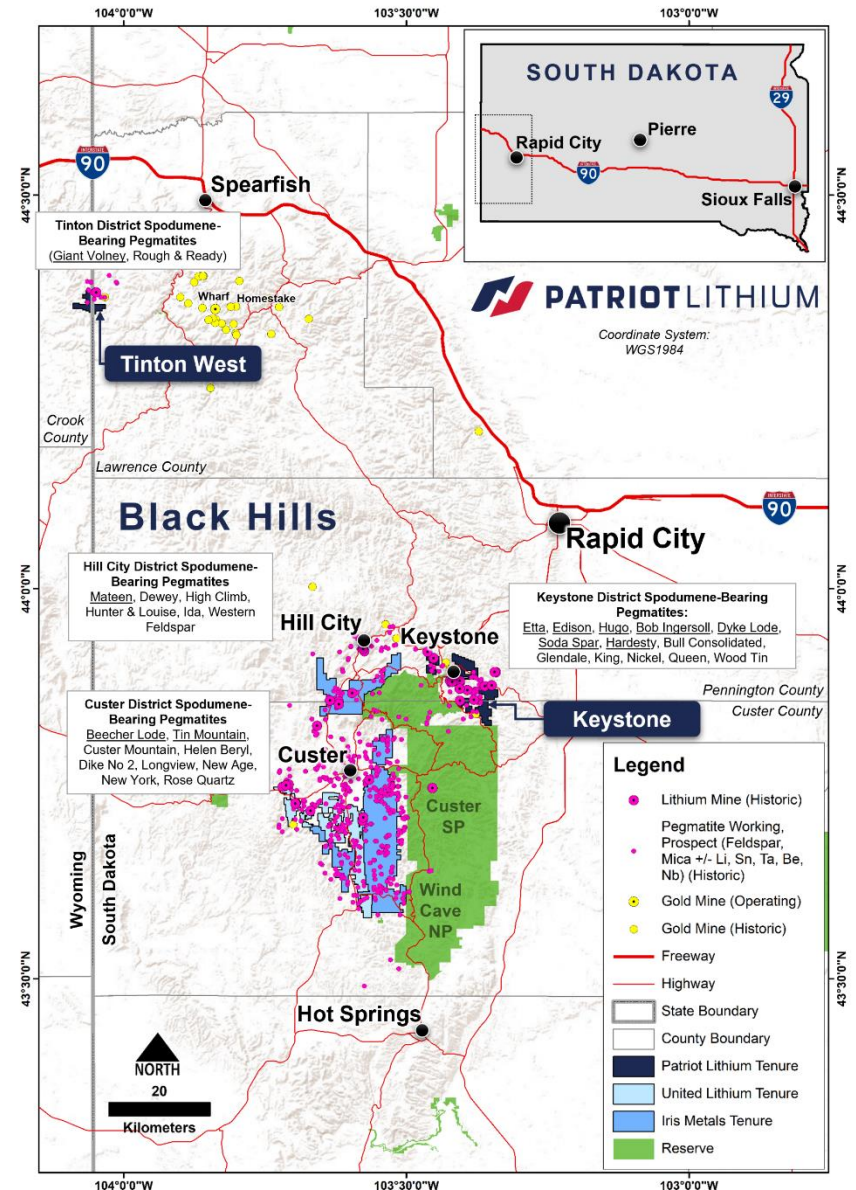 104°0'0"W
103°30'0"W
103°0'0"W
SOUTH DAKOTA
INTERSTATE
29
Rapid City
Pierre
90
Sioux Falls
INTERSTATE
90
Spearfish
44°30'0"N
44°30'0"N
Tinton District Spodumene-
Bearing Pegmatites
(Giant Volney, Rough & Ready)
Wharf
Homestake
PATRIOTLITHIUM
Coordinate System:
WGS1984
Tinton West
Crook
County
Lawrence County
Black Hills
INTERSTATE
90
Rapid City
44°0'0"N
44°0'0"N
Hill City District Spodumene-
Bearing Pegmatites
Mateen, Dewey, High Climb,
Hunter & Louise, Ida, Western
Feldspar
Hill City
Keystone
Keystone District Spodumene-Bearing
Pegmatites:
Etta, Edison, Hugo, Bob Ingersoll, Dyke Lode,
Soda Spar, Hardesty, Bull Consolidated,
Glendale, King, Nickel, Queen, Wood Tin
Pennington County
Custer County
Keystone
Custer District Spodumene-
Bearing Pegmatites
Beecher Lode, Tin Mountain,
Custer Mountain, Helen Beryl,
Dike No 2, Longview, New Age,
New York, Rose Quartz
Custer
Custer
SP
Wind
Cave
NP
Wyoming
South Dakota
43°30'0"N
43°30'0"N
Hot Springs
NORTH
20
Kilometers
Legend
Lithium Mine (Historic)
Pegmatite Working,
Prospect (Feldspar,
Mica +/- Li, Sn, Ta, Be,
Nb) (Historic)
Gold Mine (Operating)
Gold Mine (Historic)
Freeway
Highway
State Boundary
County Boundary
Patriot Lithium Tenure
United Lithium Tenure
Iris Metals Tenure
Reserve
104°0'0"W
103°30'0"W
103°0'0"W